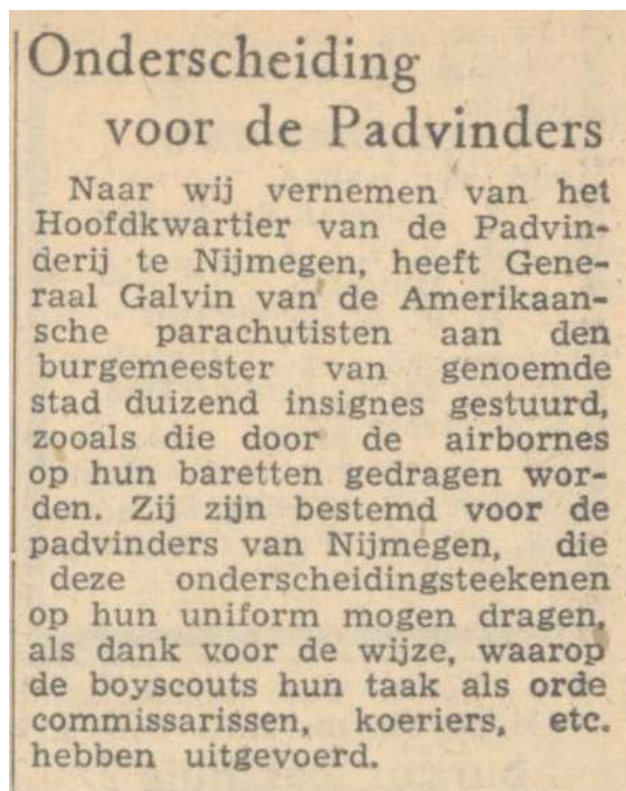 Onderscheiding
voor de Padvinders
Naar wij vernemen van het
Hoofdkwartier van de Padvin-
derij te Nijmegen, heeft Gene-
raal Galvin van de Amerikaan-
sche parachutisten aan den
burgemeester van genoemde
stad duizend insignes gestuurd,
zooals die door de airbornes
op hun baretten gedragen wor-
den. Zij zijn bestemd voor de
padvinders van Nijmegen, die
deze onderscheidingsteekenen
op hun uniform mogen dragen,
als dank voor de wijze, waarop
de boyscouts hun taak als orde
commissarissen, koeriers, etc.
hebben uitgevoerd.